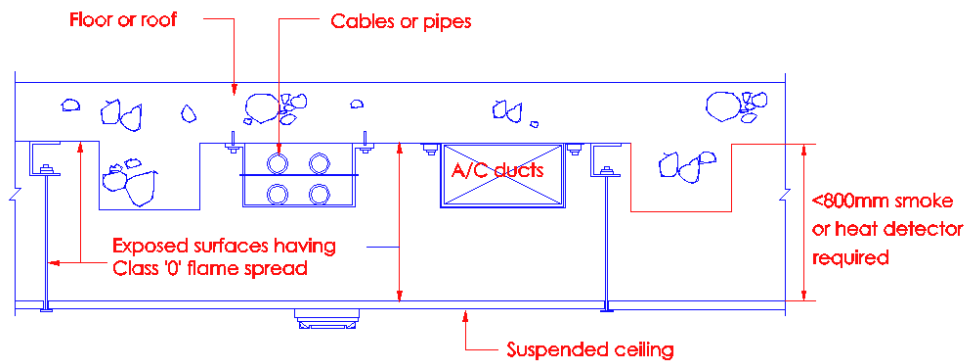 Floor or roof
Cables or pipes
A/C ducts
<800mm smoke
or heat detector
required
Exposed surfaces having
Class '0' flame spread
Suspended ceiling